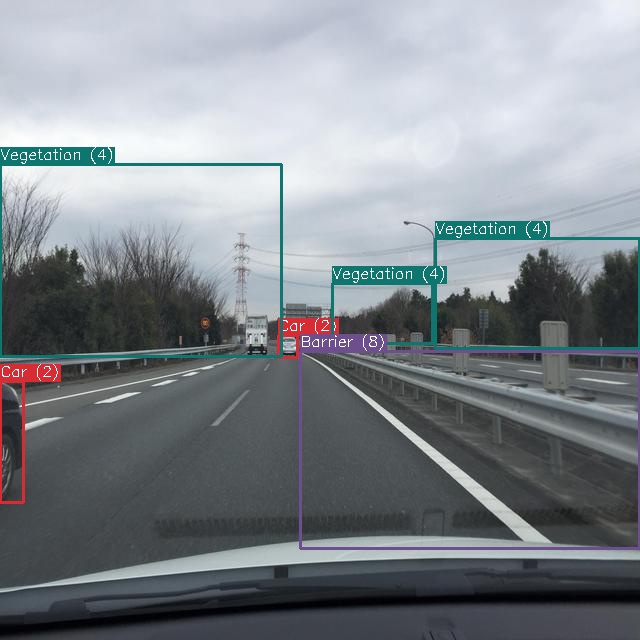 Vegetation (4)
Vegetation (4)
Vegetation (4)
Car (2)
Barrier (8)
Car (2)